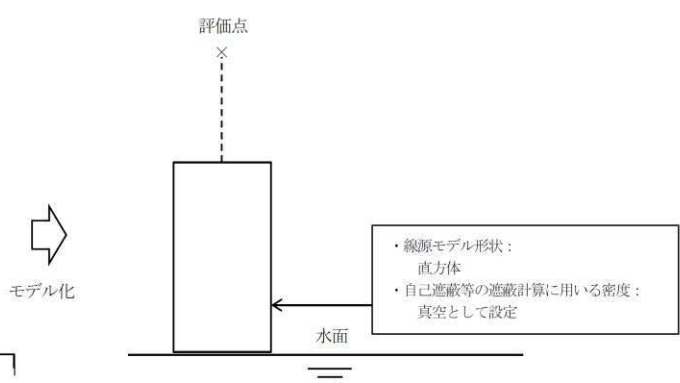 評価点
モデル化
・線源モデル形状：
直方体
・自己遮蔽等の遮蔽計算に用いる密度：
真空として設定
水面